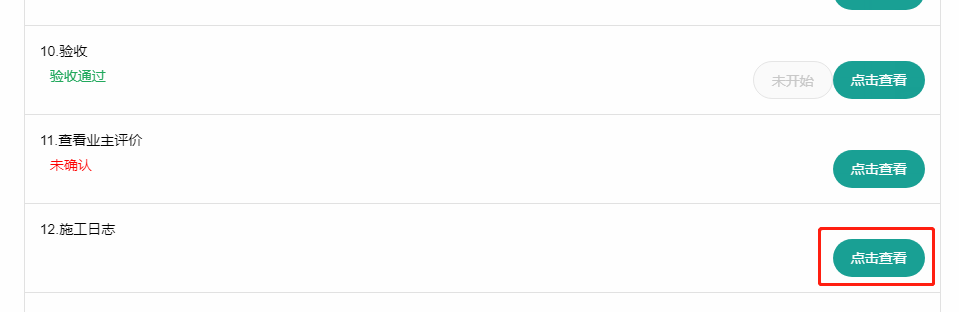 10.验收
验收通过
未开始
点击查看
11.查看业主评价
未确认
点击查看
12.施工日志
点击查看